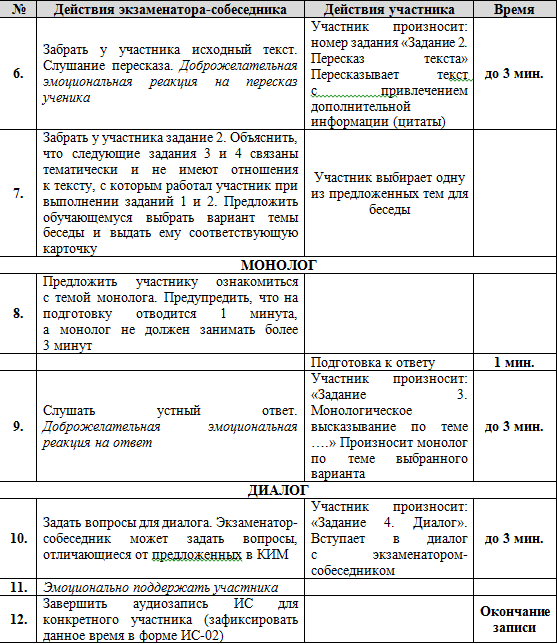 № Действия экзаменатора-собеседника Действия участника Время
6.
Забрать у участника исходный текст.
Слушание пересказа. Доброжелательная
эмоциональная реакция на пересказ
ученика
Участник произносит:
номер задания «Задание 2.
Пересказ текста»
Пересказывает текст
с привлечением
дополнительной
информации (цитаты)
до 3 мин.
7.
Забрать у участника задание 2. Объяснить,
что следующие задания 3 и 4 связаны
тематически и не имеют отношения
к тексту, с которым работал участник при
выполнении заданий 1 и 2. Предложить
обучающемуся выбрать вариант темы
беседы и выдать ему соответствующую
карточку
Участник выбирает одну
из предложенных тем для
беседы
МОНОЛОГ
8.
Предложить участнику ознакомиться
с темой монолога. Предупредить, что на
подготовку отводится 1 минута,
а монолог не должен занимать более
3 минут
Подготовка к ответу 1 мин.
9.
Слушать устный ответ.
Доброжелательная эмоциональная
реакция на ответ
Участник произносит:
«Задание 3.
Монологическое
высказывание по теме
….» Произносит монолог
по теме выбранного
варианта
до 3 мин.
ДИАЛОГ
10.
Задать вопросы для диалога. Экзаменатор-
собеседник может задать вопросы,
отличающиеся от предложенных в КИМ
Участник произносит:
«Задание 4. Диалог».
Вступает в диалог
с экзаменатором-
собеседником
до 3 мин.
11. Эмоционально поддержать участника
12.
Завершить аудиозапись ИС для
конкретного участника (зафиксировать
данное время в форме ИС-02)
Окончание
записи